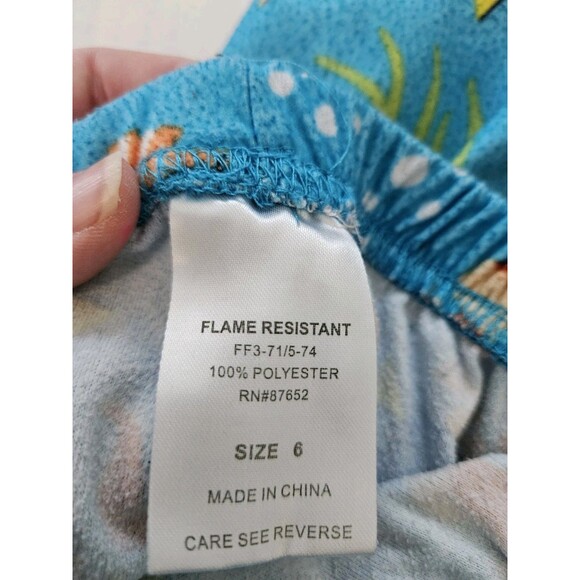 FLAME RESISTANT
FF3-71/5-74
100% POLYESTER
RN#87652
SIZE 6
MADE IN CHINA
CARE SEE REVERSE